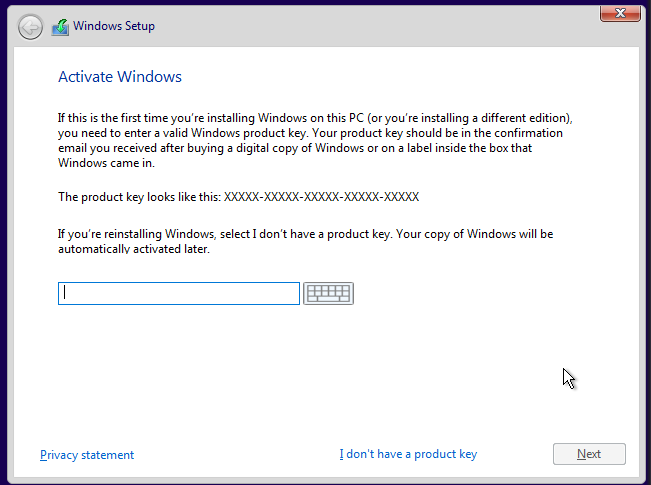 Windows Setup
Activate Windows
If this is the first time you're installing Windows on this PC (or you're installing a different edition),
you need to enter a valid Windows product key. Your product key should be in the confirmation
email you received after buying a digital copy of Windows or on a label inside the box that
Windows came in.
The product key looks like this: XXXXX-XXXXX-XXXXX-XXXXX-XXXXX
If you're reinstalling Windows, select I don't have a product key. Your copy of Windows will be
automatically activated later.
Privacy statement
I don't have a product key
Next